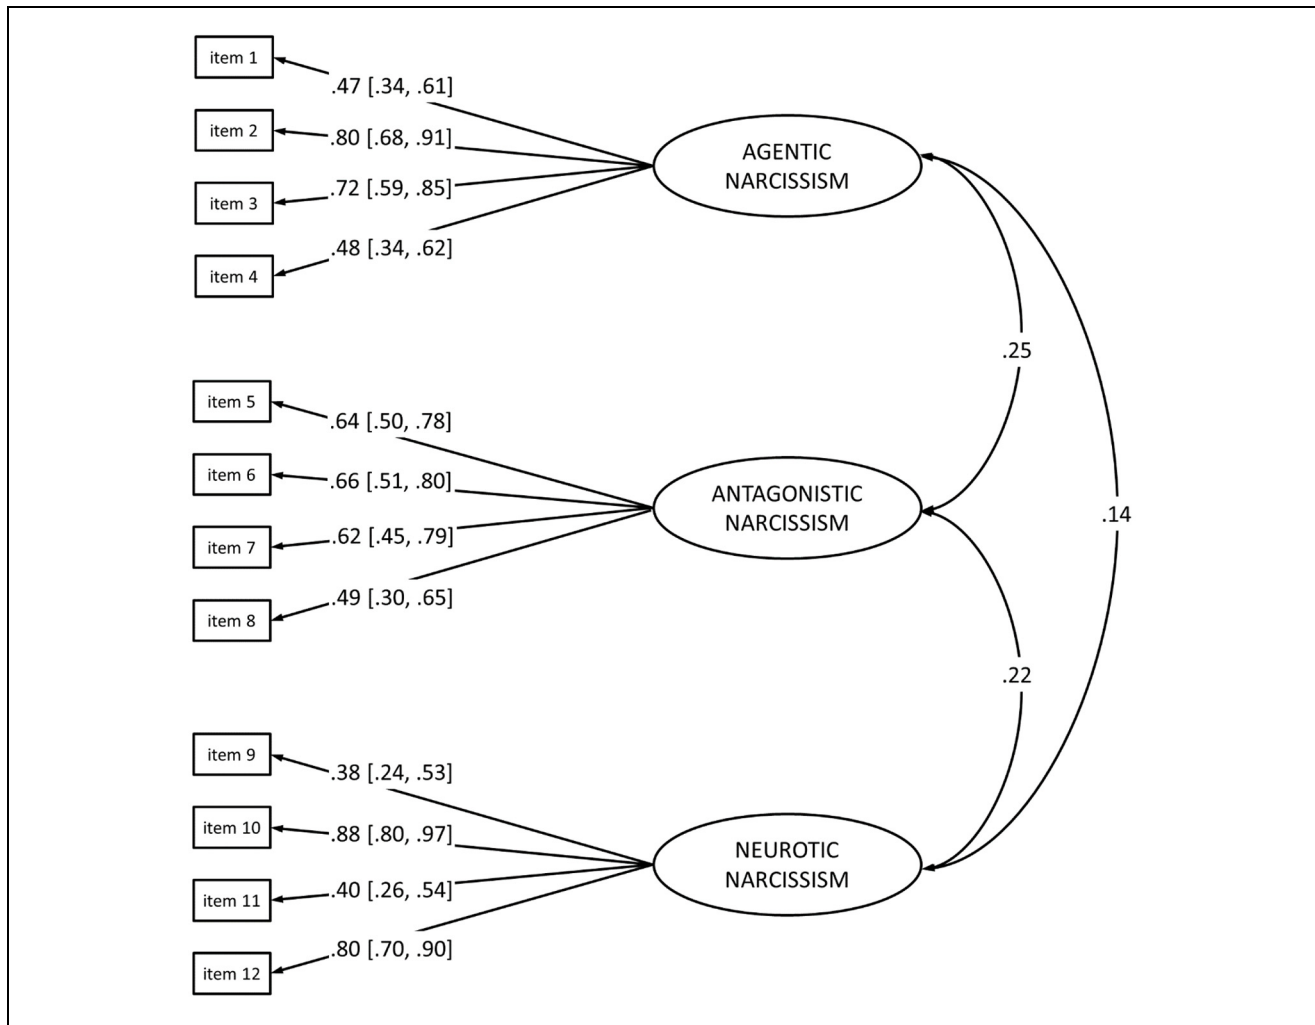 item 1
.47 [.34, .61]
item 2
.80 [.68, .91]
item 3
.72 [.59, .85]
item 4
.48 [.34, .62]
AGENTIC
NARCISSISM
.25
item 5
.64 [.50, .78]
item 6
.66 [.51, .80]
item 7
.62 [.45, .79]
item 8
.49 [.30, .65]
ANTAGONISTIC
NARCISSISM
.14
.22
item 9
.38 [.24, .53]
item 10
.88 [.80, .97]
item 11
.40 [.26, .54]
item 12
.80 [.70, .90]
NEUROTIC
NARCISSISM